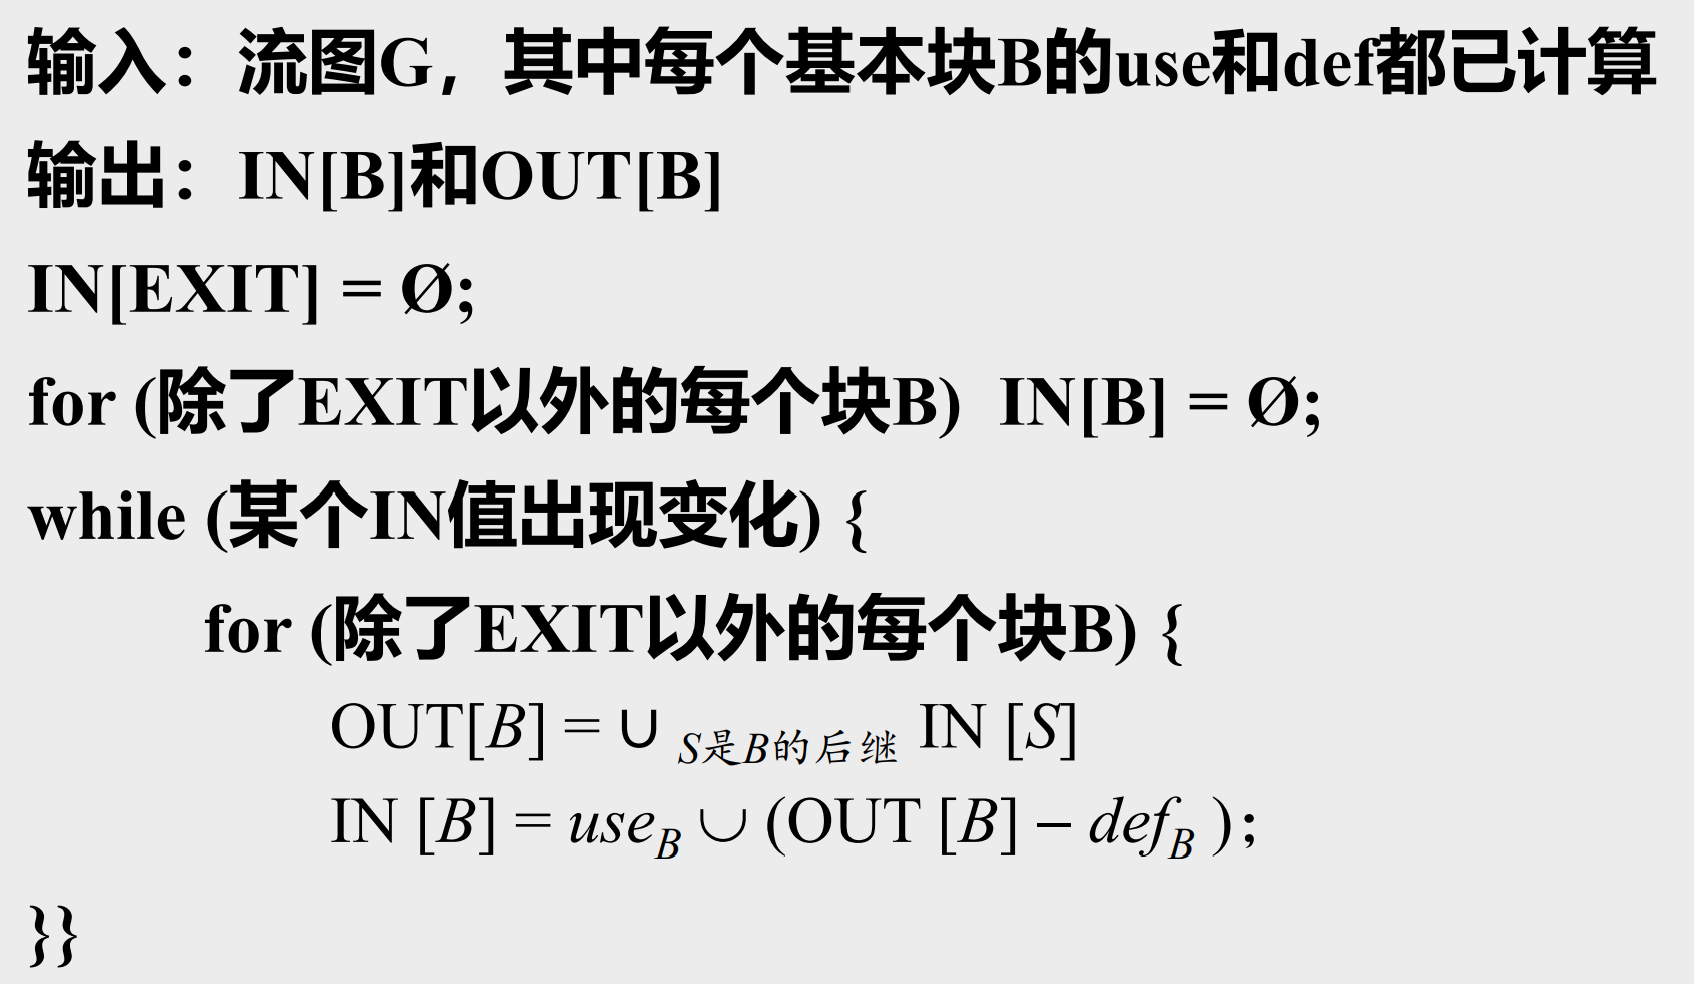 输入：流图G，其中每个基本块B的use和def都已计算
输出：IN[B]和OUT[B]
IN[EXIT] = Ø;
for (除了EXIT以外的每个块B) IN[B] = Ø;
while (某个IN值出现变化) {
for (除了EXIT以外的每个块B) {
OUT[B] = ∪ S是B的后继 IN [S]
IN [B] = use_B ∪ (OUT [B] − def_B );
}}